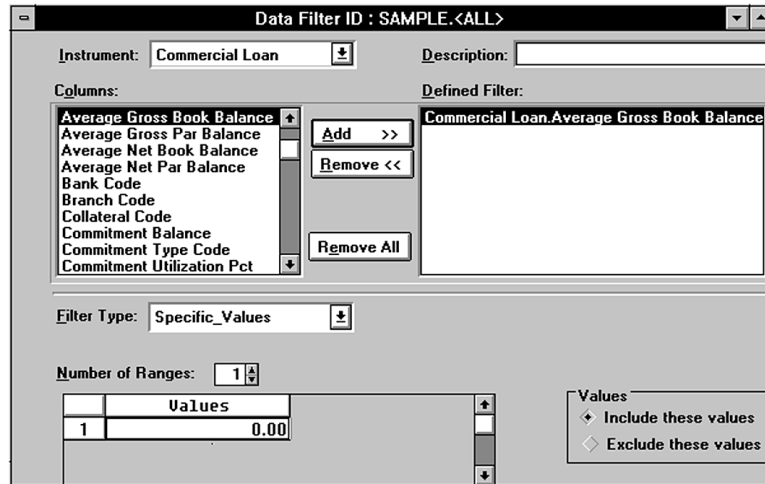 Data Filter ID : SAMPLE.<ALL>
Instrument: Commercial Loan Description:
Columns: Defined Filter:
Average Gross Book Balance
Average Gross Par Balance
Average Net Book Balance
Average Net Par Balance
Bank Code
Branch Code
Collateral Code
Commitment Balance
Commitment Type Code
Commitment Utilization Pct
Add >>
Remove <<
Remove All
Commercial Loan.Average Gross Book Balance
Filter Type: Specific_Values
Number of Ranges: 1
Values
1 0.00
Values
Include these values
Exclude these values